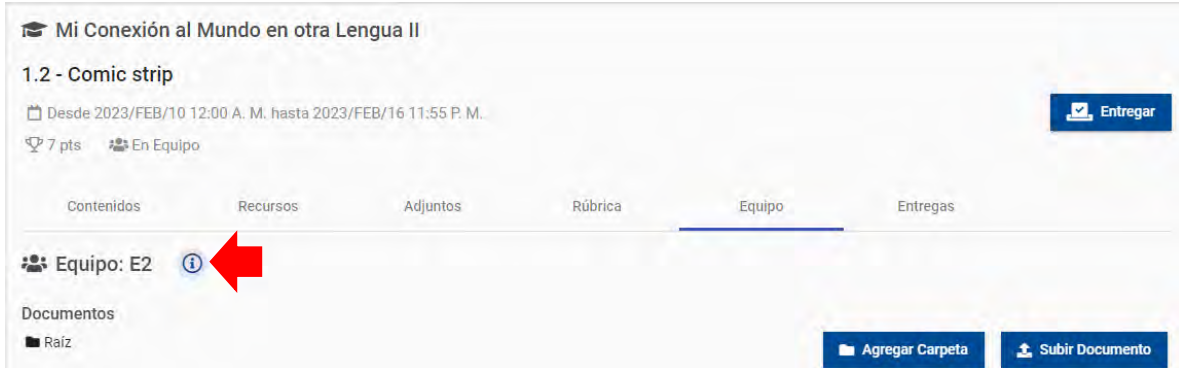 Mi Conexión al Mundo en otra Lengua II
1.2 - Comic strip
Desde 2023/FEB/10 12:00 A. M. hasta 2023/FEB/16 11:55 P. M.
Entregar
7 pts En Equipo
Contenidos Recursos Adjuntos Rúbrica Equipo Entregas
Equipo: E2
Documentos
Raíz
Agregar Carpeta Subir Documento